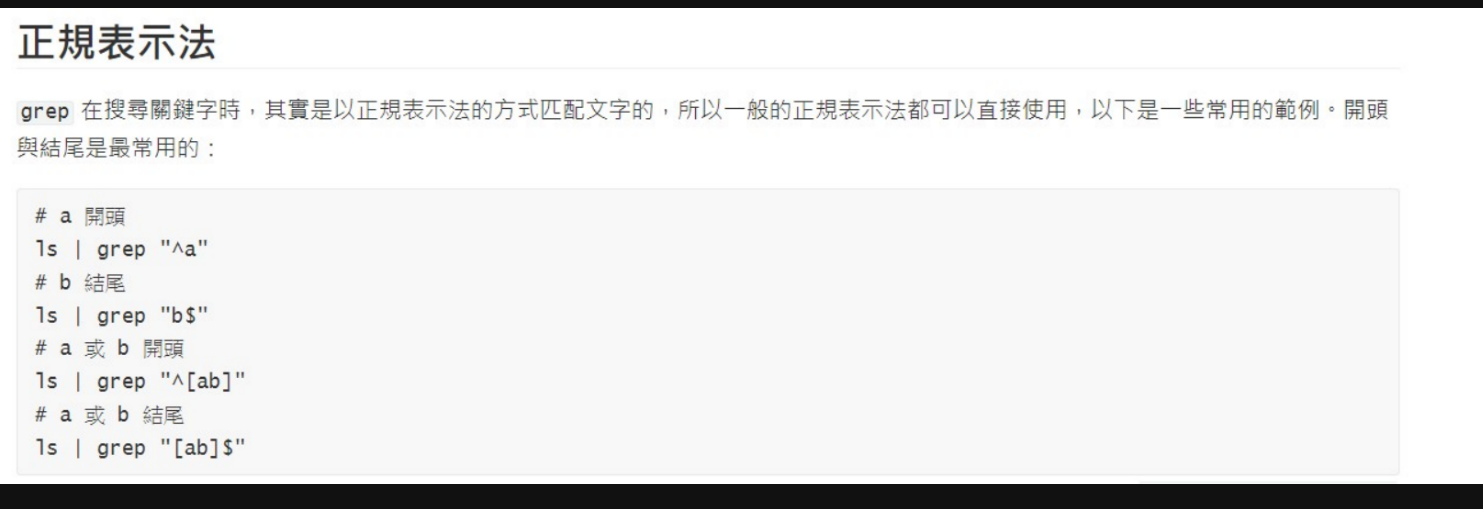 正規表示法
grep 在搜尋關鍵字時，其實是以正規表示法的方式匹配文字的，所以一般的正規表示法都可以直接使用，以下是一些常用的範例。開頭
與結尾是最常用的：
# a 開頭
ls | grep "^a"
# b 結尾
ls | grep "b$"
# a 或 b 開頭
ls | grep "^[ab]"
# a 或 b 結尾
ls | grep "[ab]$"